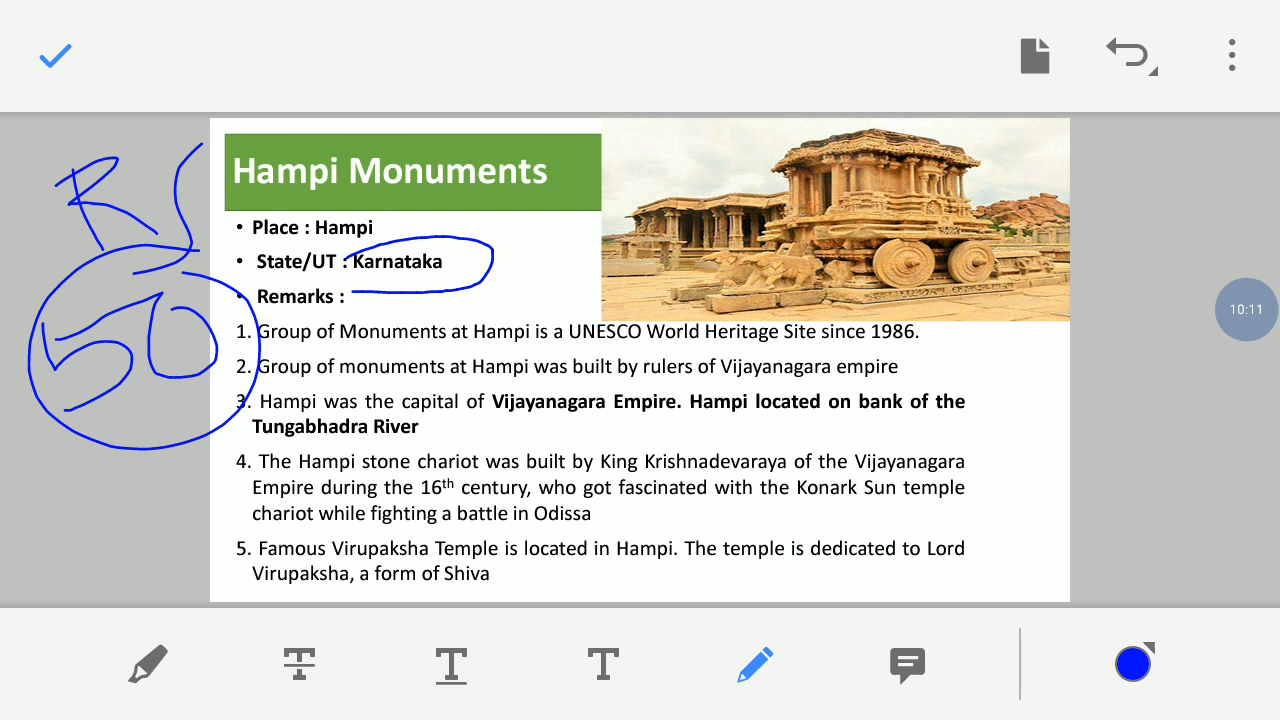 RS
50
Hampi Monuments
• Place : Hampi
• State/UT : Karnataka
• Remarks :
1. Group of Monuments at Hampi is a UNESCO World Heritage Site since 1986.
2. Group of monuments at Hampi was built by rulers of Vijayanagara empire
3. Hampi was the capital of Vijayanagara Empire. Hampi located on bank of the
Tungabhadra River
4. The Hampi stone chariot was built by King Krishnadevaraya of the Vijayanagara
Empire during the 16th century, who got fascinated with the Konark Sun temple
chariot while fighting a battle in Odissa
5. Famous Virupaksha Temple is located in Hampi. The temple is dedicated to Lord
Virupaksha, a form of Shiva
10:11
T
T
T